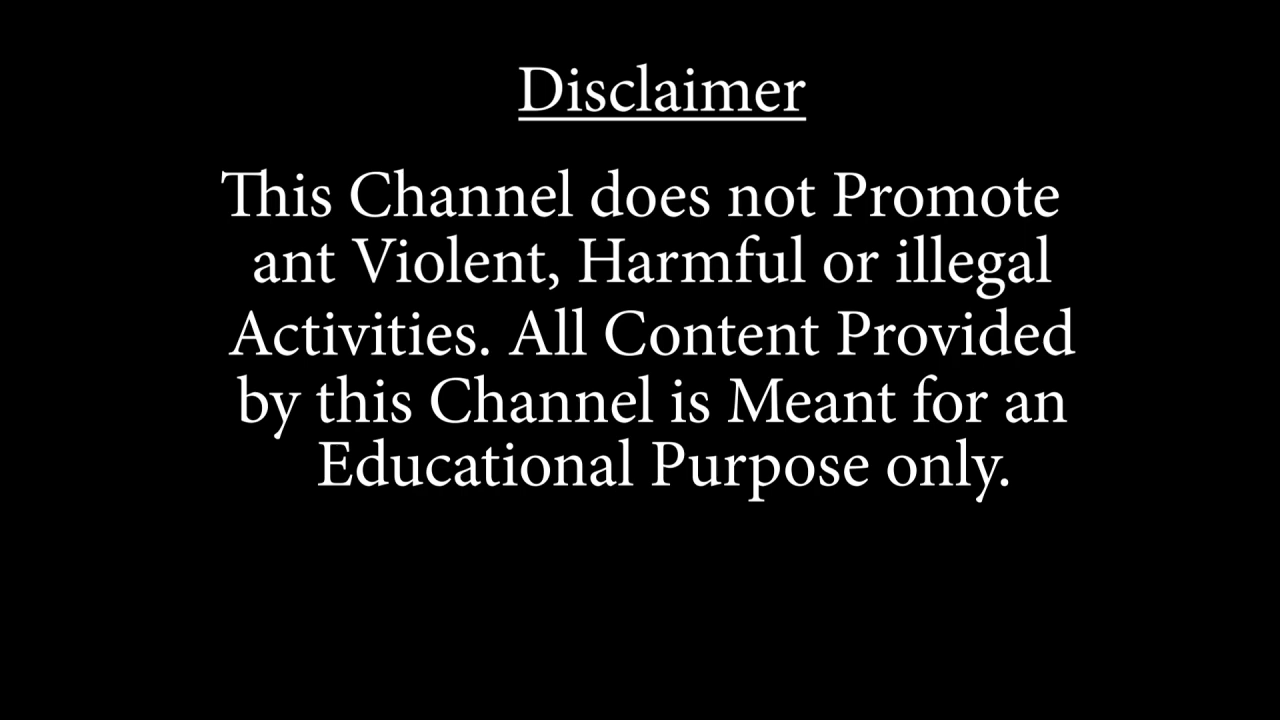 Disclaimer
This Channel does not Promote
ant Violent, Harmful or illegal
Activities. All Content Provided
by this Channel is Meant for an
Educational Purpose only.